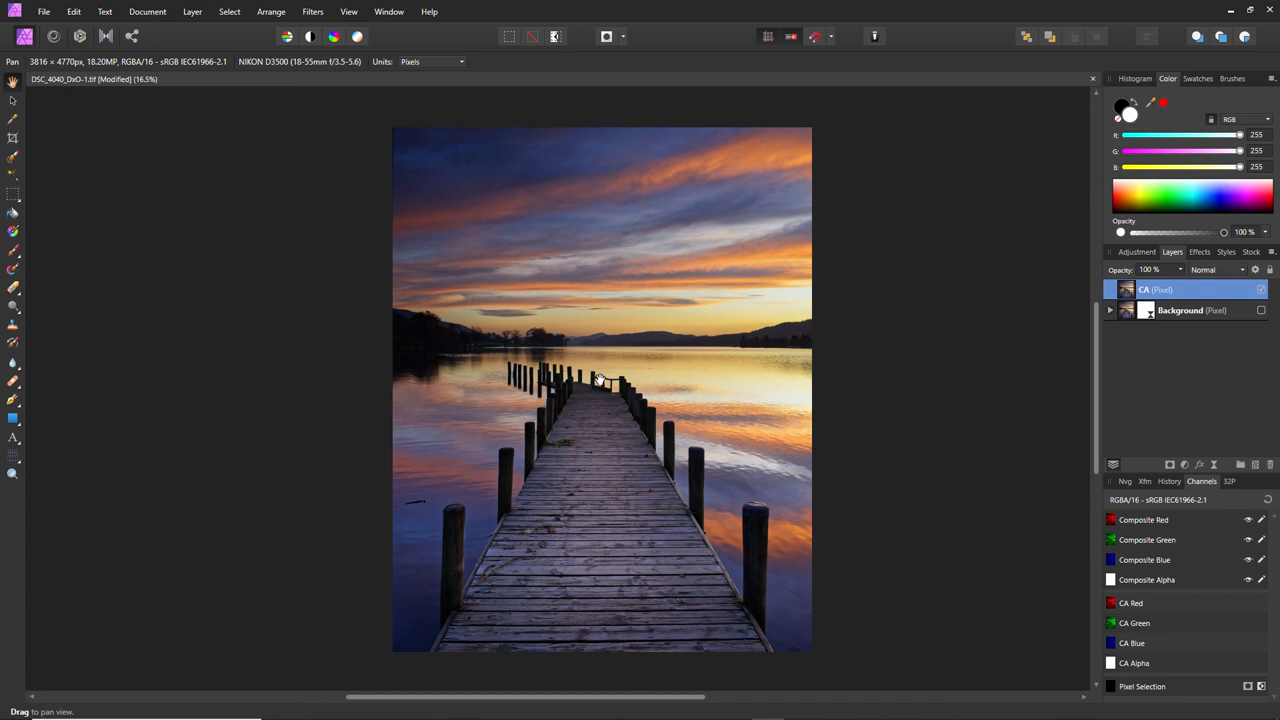 File Edit Text Document Layer Select Arrange Filters View Window Help
Pan 3816 × 4770px, 18.20MP, RGBA/16 - sRGB IEC61966-2.1 NIKON D3500 (18-55mm f/3.5-5.6) Units: Pixels
DSC_4040_DxO-1.tif [Modified] (16.5%)
Histogram Color Swatches Brushes
RGB
R: 255
G: 255
B: 255
Opacity
100 %
Adjustment Layers Effects Styles Stock
Opacity: 100 % Normal
CA (Pixel)
Background (Pixel)
fx
Nvg Xfm History Channels 32P
RGBA/16 - sRGB IEC61966-2.1
Composite Red
Composite Green
Composite Blue
Composite Alpha
CA Red
CA Green
CA Blue
CA Alpha
Pixel Selection
Drag to pan view.